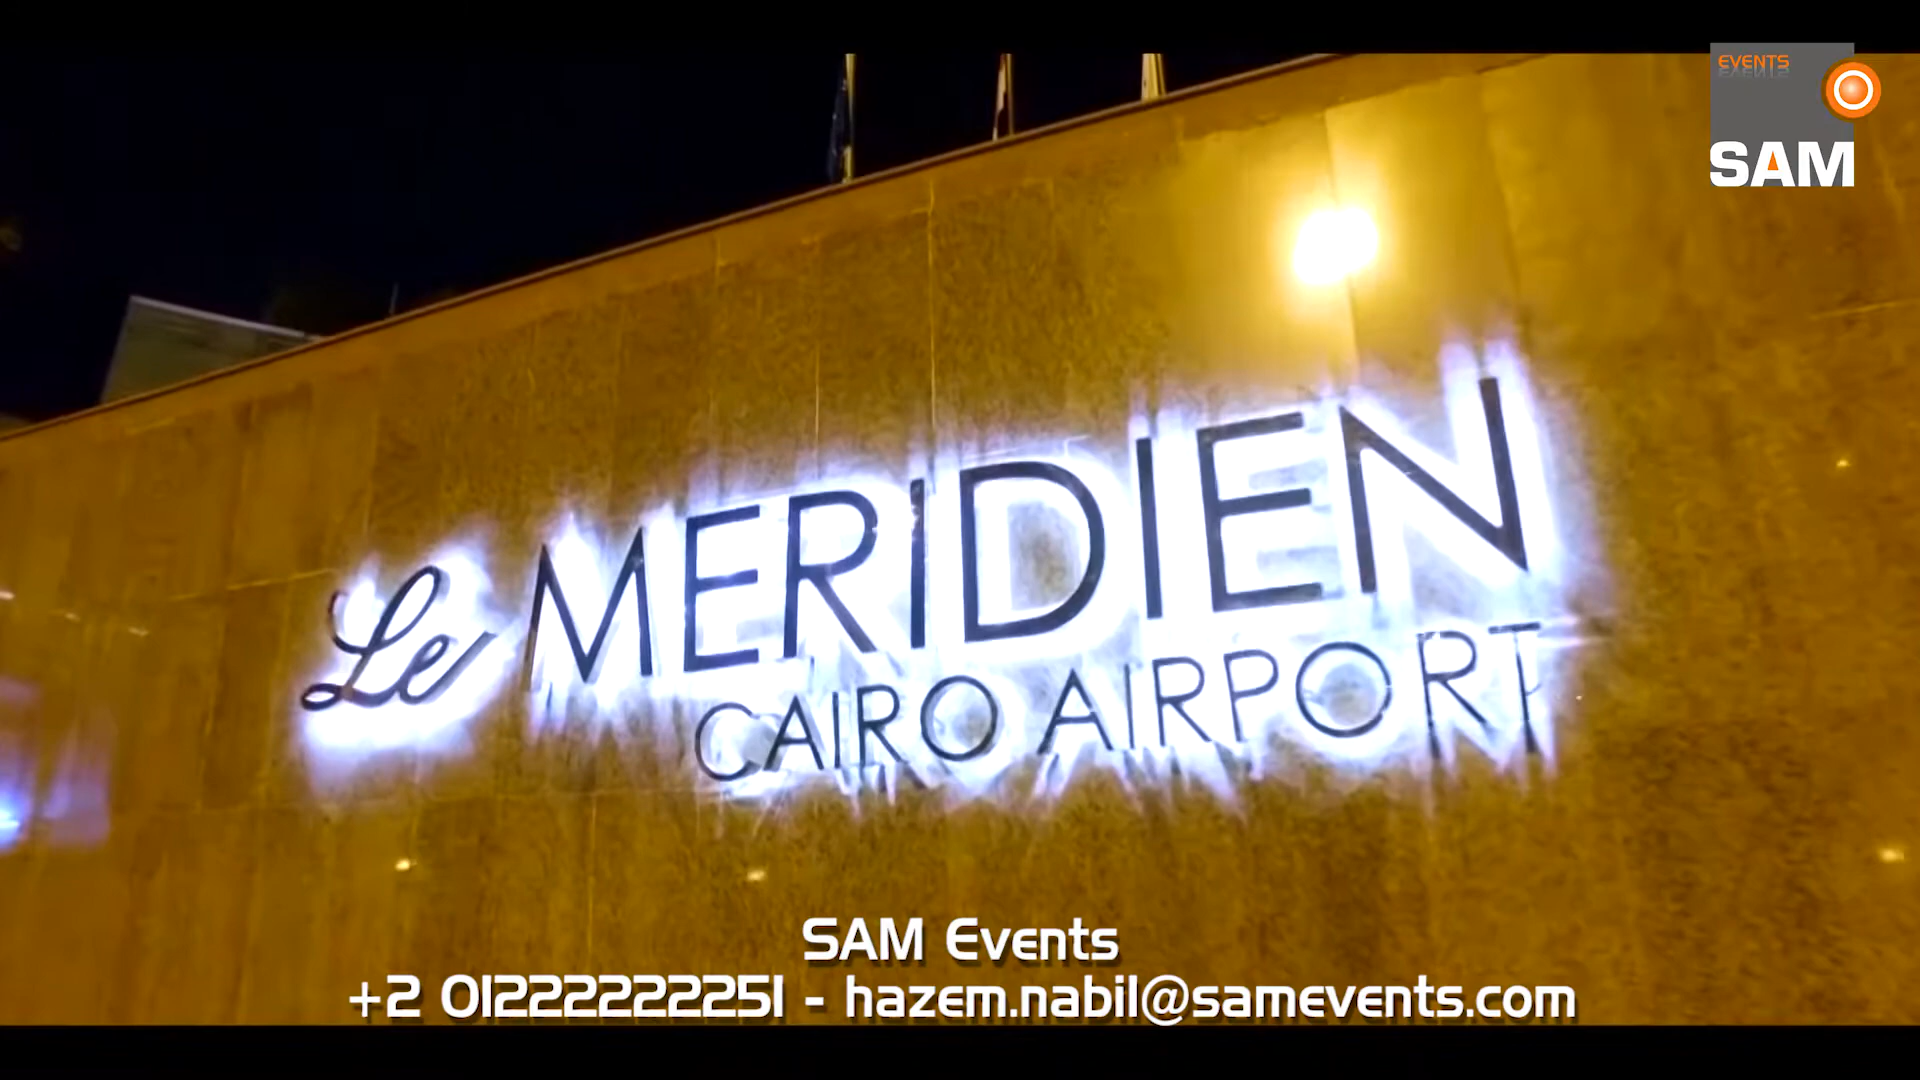 EVENTS
SAM
Le MERIDIEN
CAIRO AIRPORT
SAM Events
+2 01222222251 - hazem.nabil@samevents.com